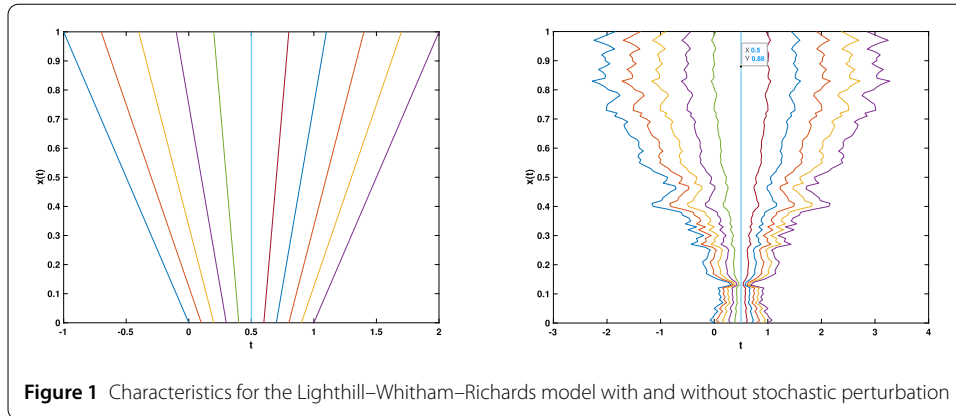 1
0.9
0.8
0.7
0.6
0.5
0.4
0.3
0.2
0.1
0
x(t)
-1 -0.5 0 0.5 1 1.5 2
t
1
0.9
0.8
0.7
0.6
0.5
0.4
0.3
0.2
0.1
0
x(t)
X 0.5
Y 0.88
-3 -2 -1 0 1 2 3 4
t
Figure 1 Characteristics for the Lighthill–Whitham–Richards model with and without stochastic perturbation